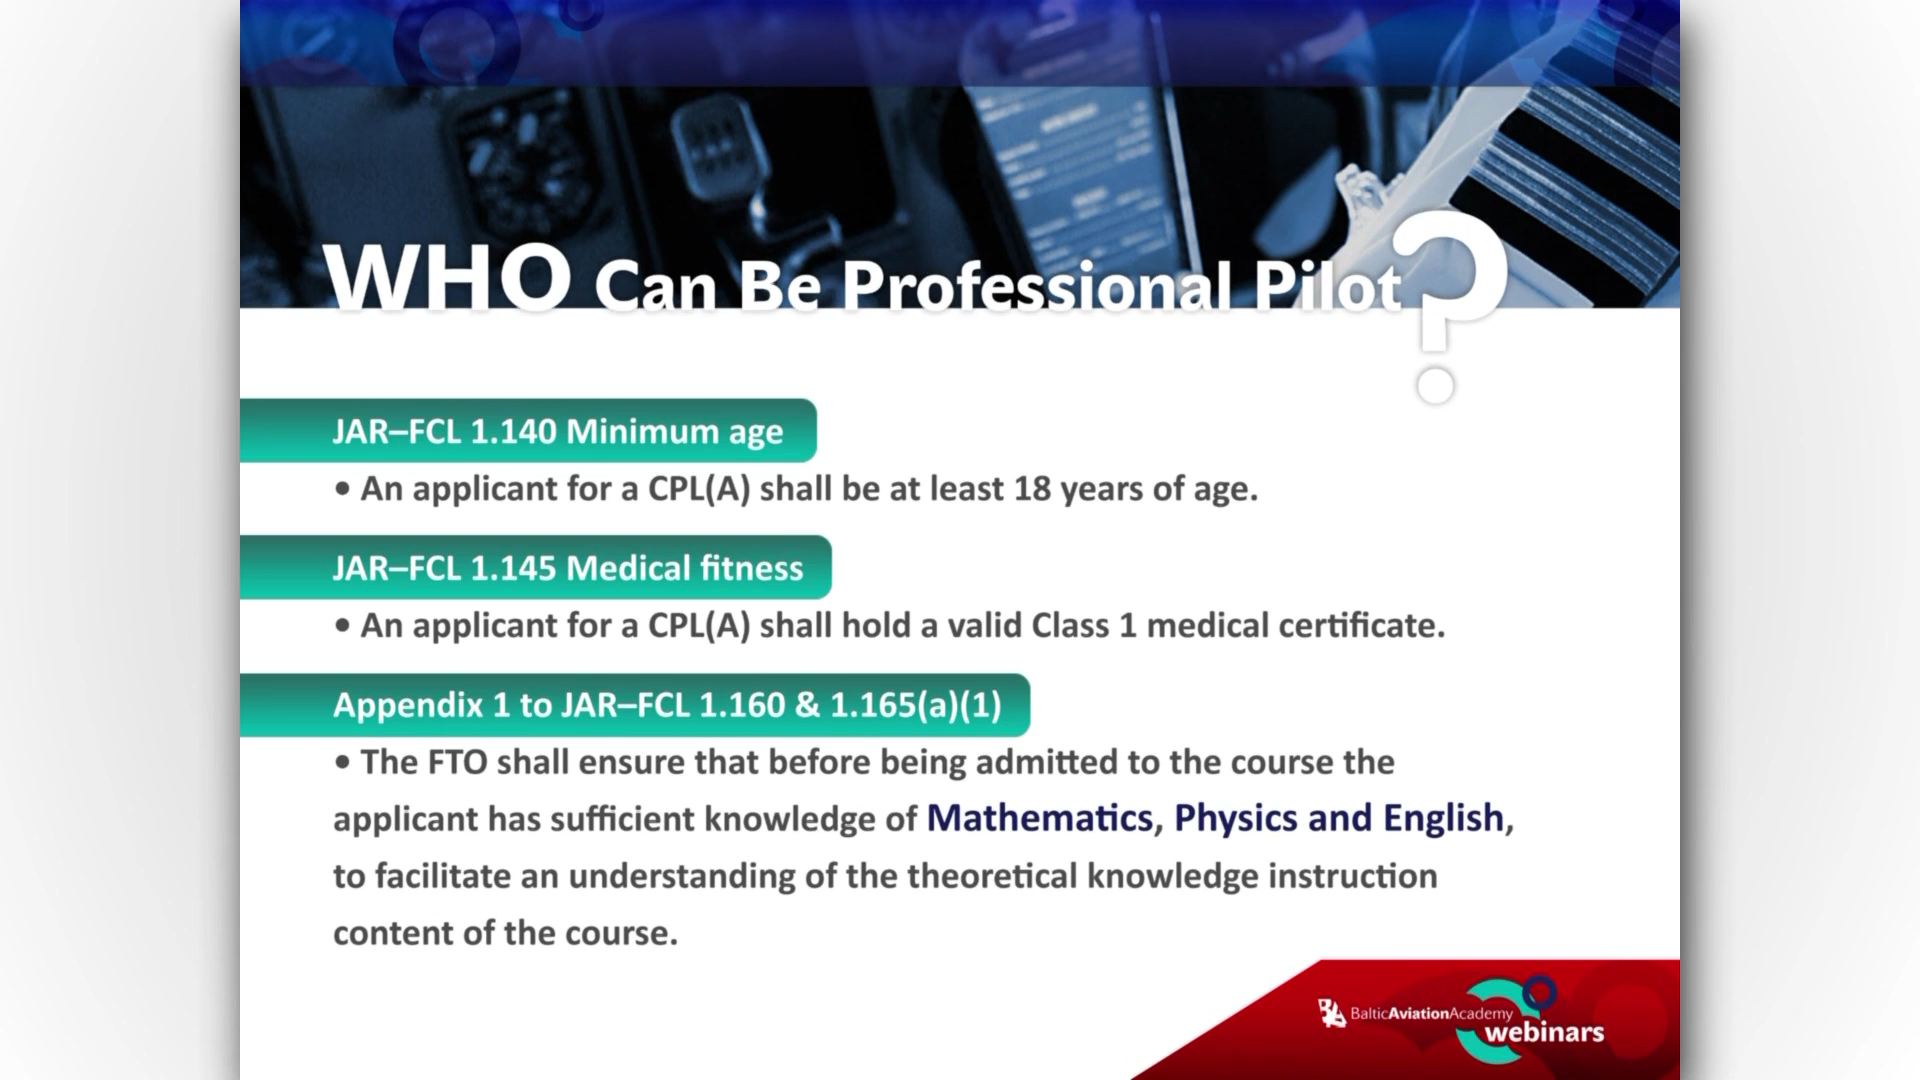 WHO Can Be Professional Pilot?
JAR–FCL 1.140 Minimum age
• An applicant for a CPL(A) shall be at least 18 years of age.
JAR–FCL 1.145 Medical fitness
• An applicant for a CPL(A) shall hold a valid Class 1 medical certificate.
Appendix 1 to JAR–FCL 1.160 & 1.165(a)(1)
• The FTO shall ensure that before being admitted to the course the
applicant has sufficient knowledge of Mathematics, Physics and English,
to facilitate an understanding of the theoretical knowledge instruction
content of the course.
BalticAviationAcademy
webinars